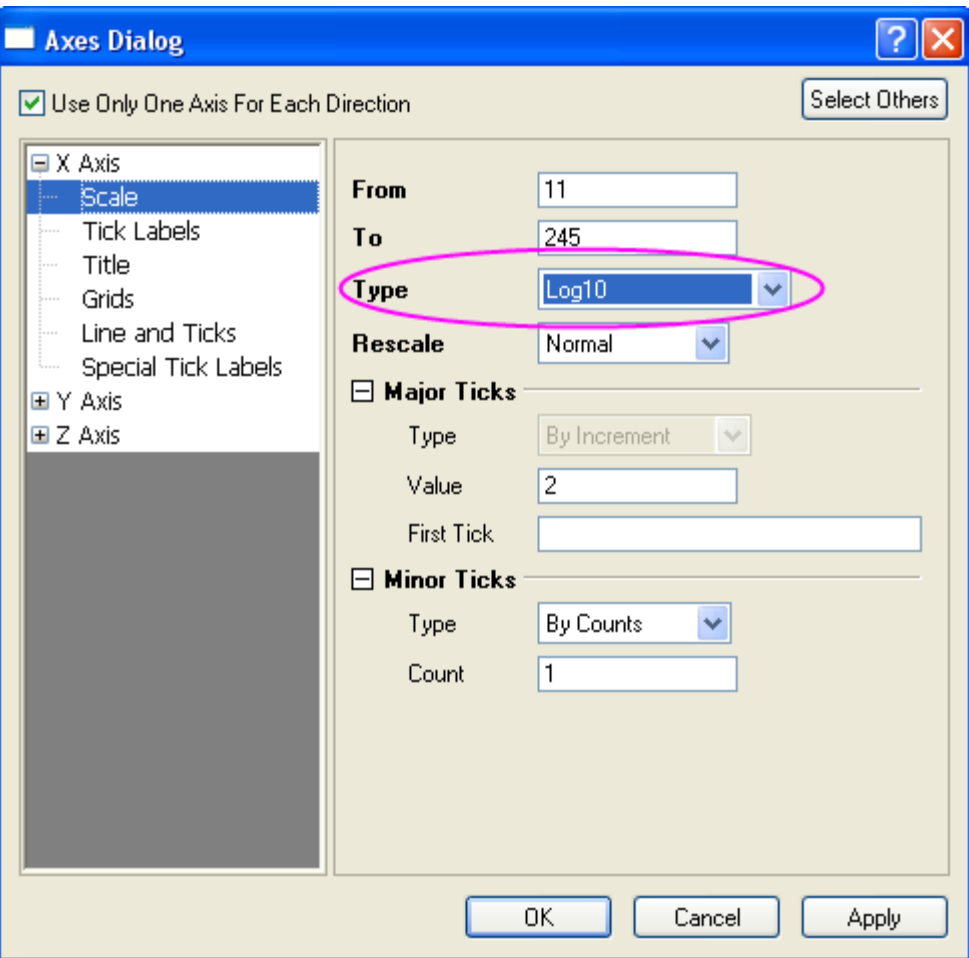 Axes Dialog
Use Only One Axis For Each Direction
Select Others
X Axis
Scale
Tick Labels
Title
Grids
Line and Ticks
Special Tick Labels
Y Axis
Z Axis
From 11
To 245
Type Log10
Rescale Normal
Major Ticks
Type By Increment
Value 2
First Tick
Minor Ticks
Type By Counts
Count 1
OK Cancel Apply